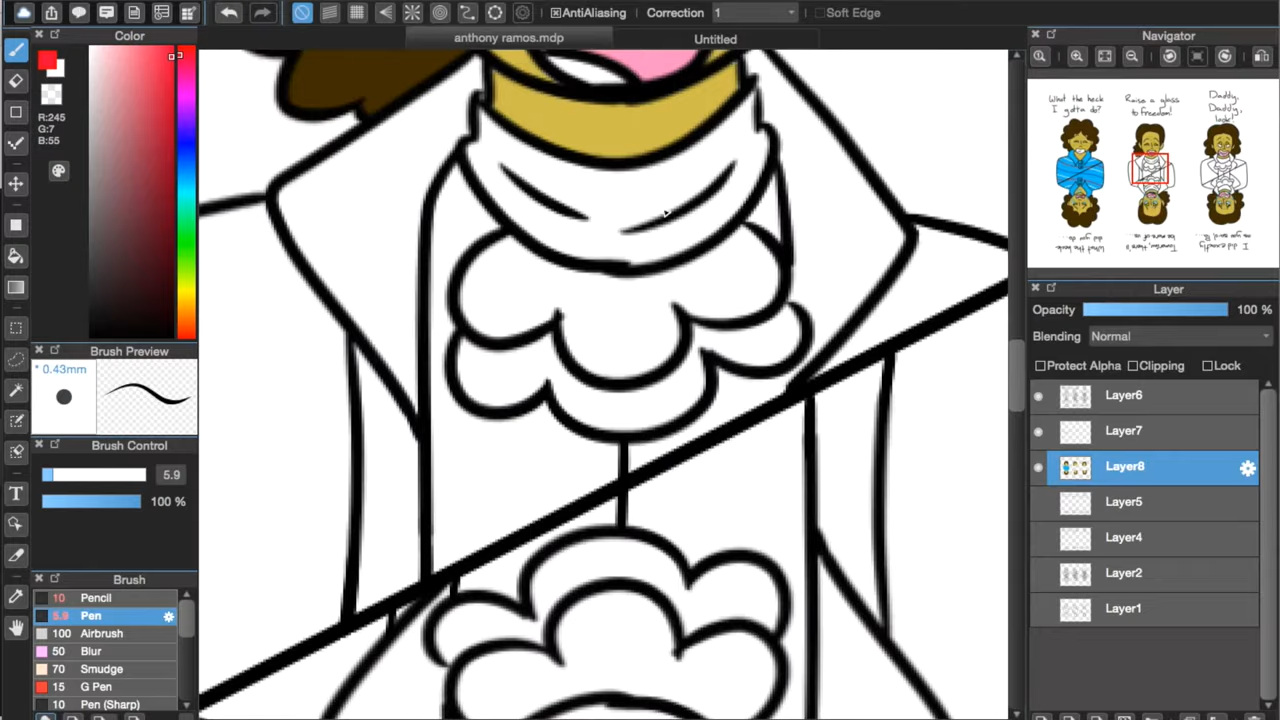 AntiAliasing Correction 1 Soft Edge
Color
anthony ramos.mdp Untitled
Navigator
R:245
G:7
B:55
What the heck
I gotta do?
Raise a glass
to freedom!
Daddy,
Daddy,
look!
Layer
Opacity 100 %
Blending Normal
Protect Alpha Clipping Lock
Layer6
Layer7
Layer8
Layer5
Layer4
Layer2
Layer1
Brush Preview
* 0.43mm
Brush Control
5.9
100 %
T
Brush
10 Pencil
5.9 Pen
100 Airbrush
50 Blur
70 Smudge
15 G Pen
10 Pen (Sharp)